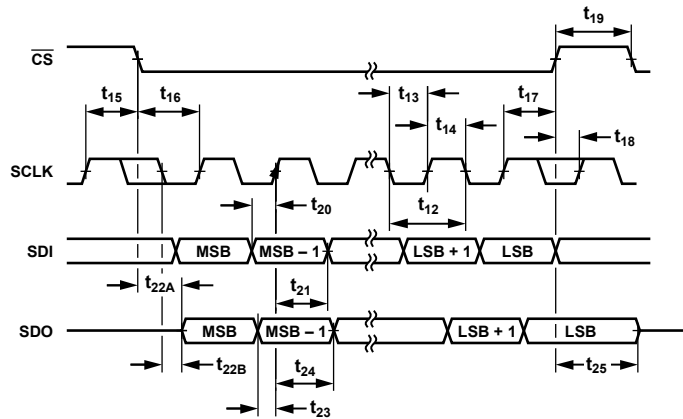 t19
CS
t15
t16
t13
t17
t14
t18
SCLK
t20
t12
SDI
MSB
MSB – 1
LSB + 1
LSB
t22A
t21
SDO
MSB
MSB – 1
LSB + 1
LSB
t22B
t24
t25
t23